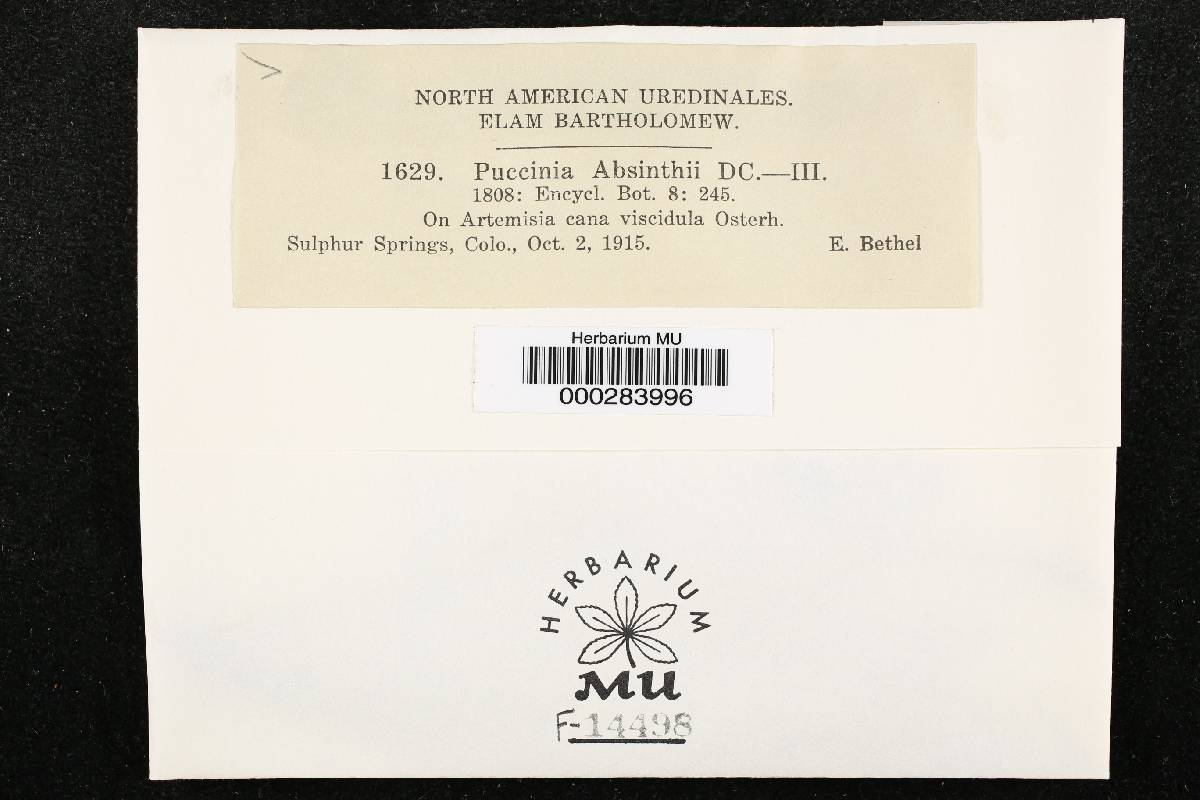 NORTH AMERICAN UREDINALES.
ELAM BARTHOLOMEW.
1629. Puccinia Absinthii DC.—III.
1808: Encycl. Bot. 8: 245.
On Artemisia cana viscidula Osterh.
Sulphur Springs, Colo., Oct. 2, 1915. E. Bethel
Herbarium MU
000283996
HERBARIUM
MU
F-14498